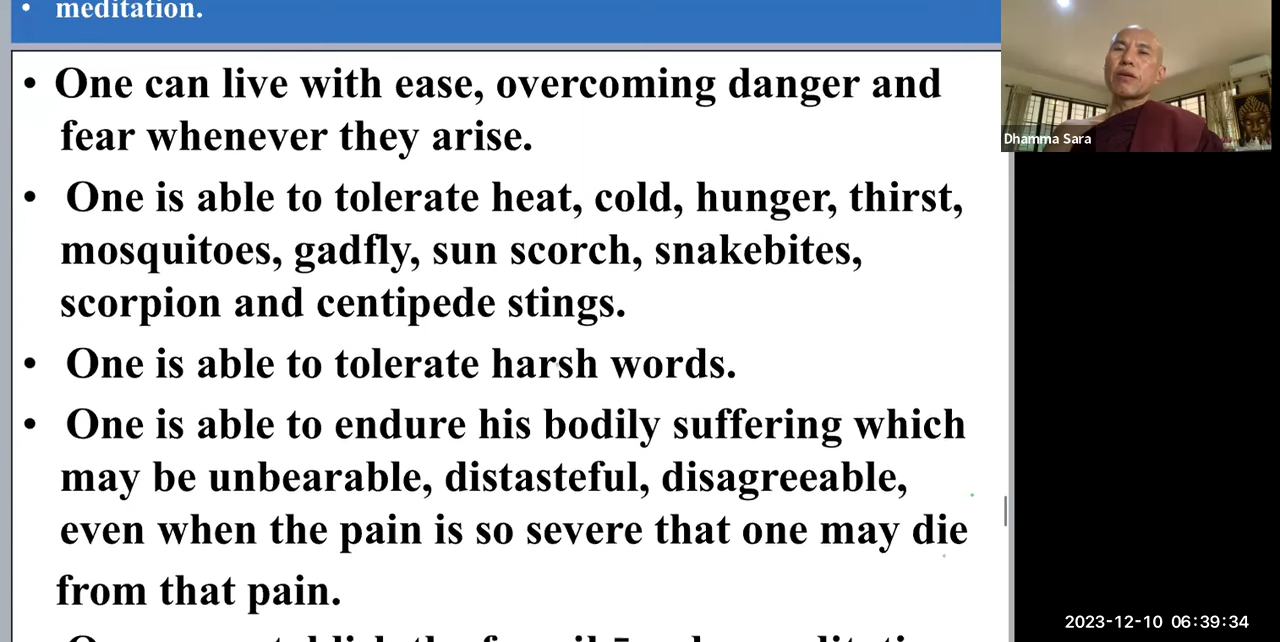 • meditation.
• One can live with ease, overcoming danger and
fear whenever they arise.
• One is able to tolerate heat, cold, hunger, thirst,
mosquitoes, gadfly, sun scorch, snakebites,
scorpion and centipede stings.
• One is able to tolerate harsh words.
• One is able to endure his bodily suffering which
may be unbearable, distasteful, disagreeable,
even when the pain is so severe that one may die
from that pain.
Dhamma Sara
2023-12-10 06:39:34